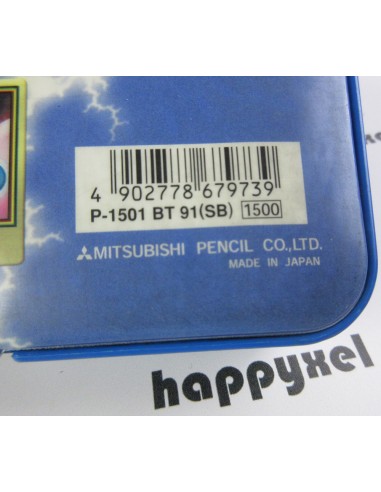 4 902778 679739
P-1501 BT 91(SB) 1500
MITSUBISHI PENCIL CO.,LTD.
MADE IN JAPAN
happyxel